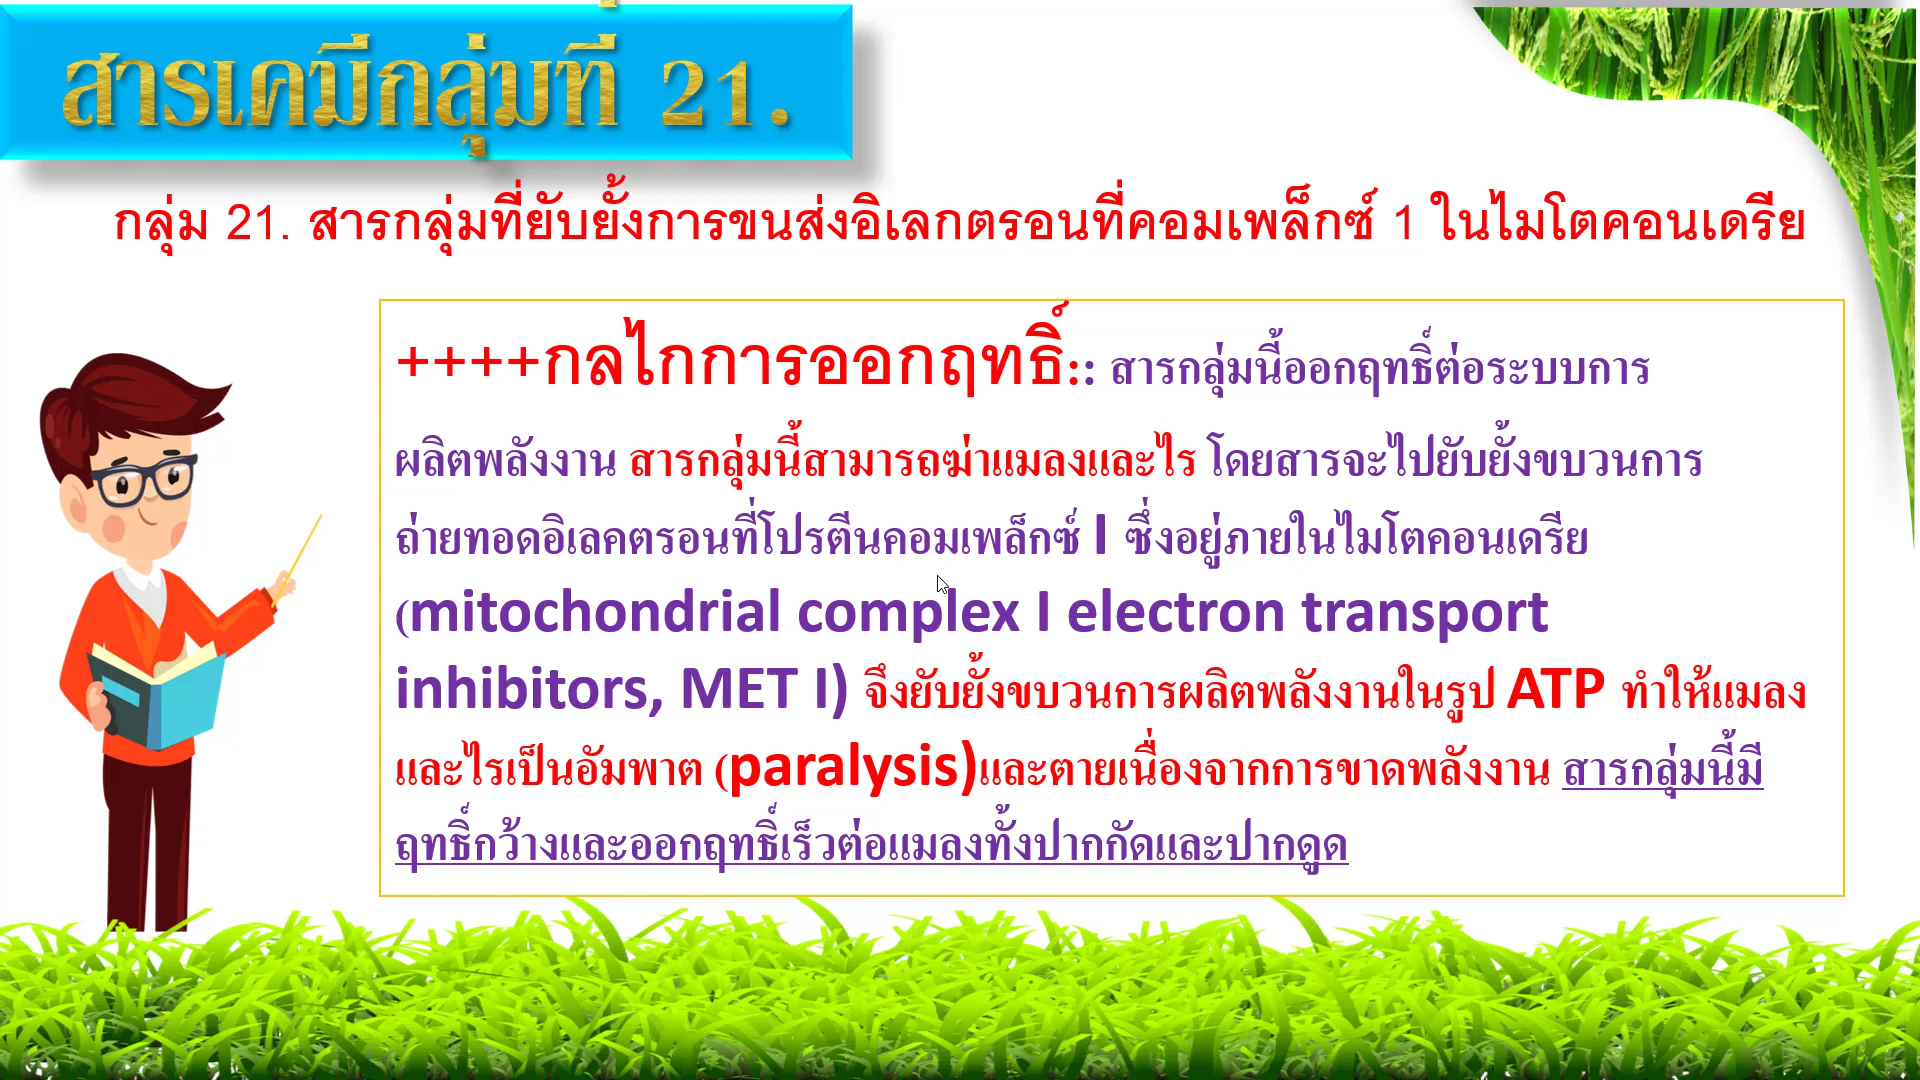 สารเคมีกลุ่มที่ 21.
กลุ่ม 21. สารกลุ่มที่ยับยั้งการขนส่งอิเลกตรอนที่คอมเพล็กซ์ 1 ในไมโตคอนเดรีย
++++กลไกการออกฤทธิ์:: สารกลุ่มนี้ออกฤทธิ์ต่อระบบการ
ผลิตพลังงาน สารกลุ่มนี้สามารถฆ่าแมลงและไร โดยสารจะไปยับยั้งขบวนการ
ถ่ายทอดอิเลคตรอนที่โปรตีนคอมเพล็กซ์ I ซึ่งอยู่ภายในไมโตคอนเดรีย
(mitochondrial complex I electron transport
inhibitors, MET I) จึงยับยั้งขบวนการผลิตพลังงานในรูป ATP ทำให้แมลง
และไรเป็นอัมพาต (paralysis)และตายเนื่องจากการขาดพลังงาน สารกลุ่มนี้มี
ฤทธิ์กว้างและออกฤทธิ์เร็วต่อแมลงทั้งปากกัดและปากดูด